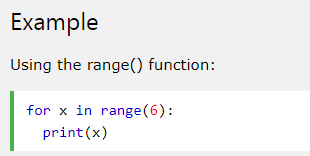 Example
Using the range() function:
for x in range(6):
  print(x)